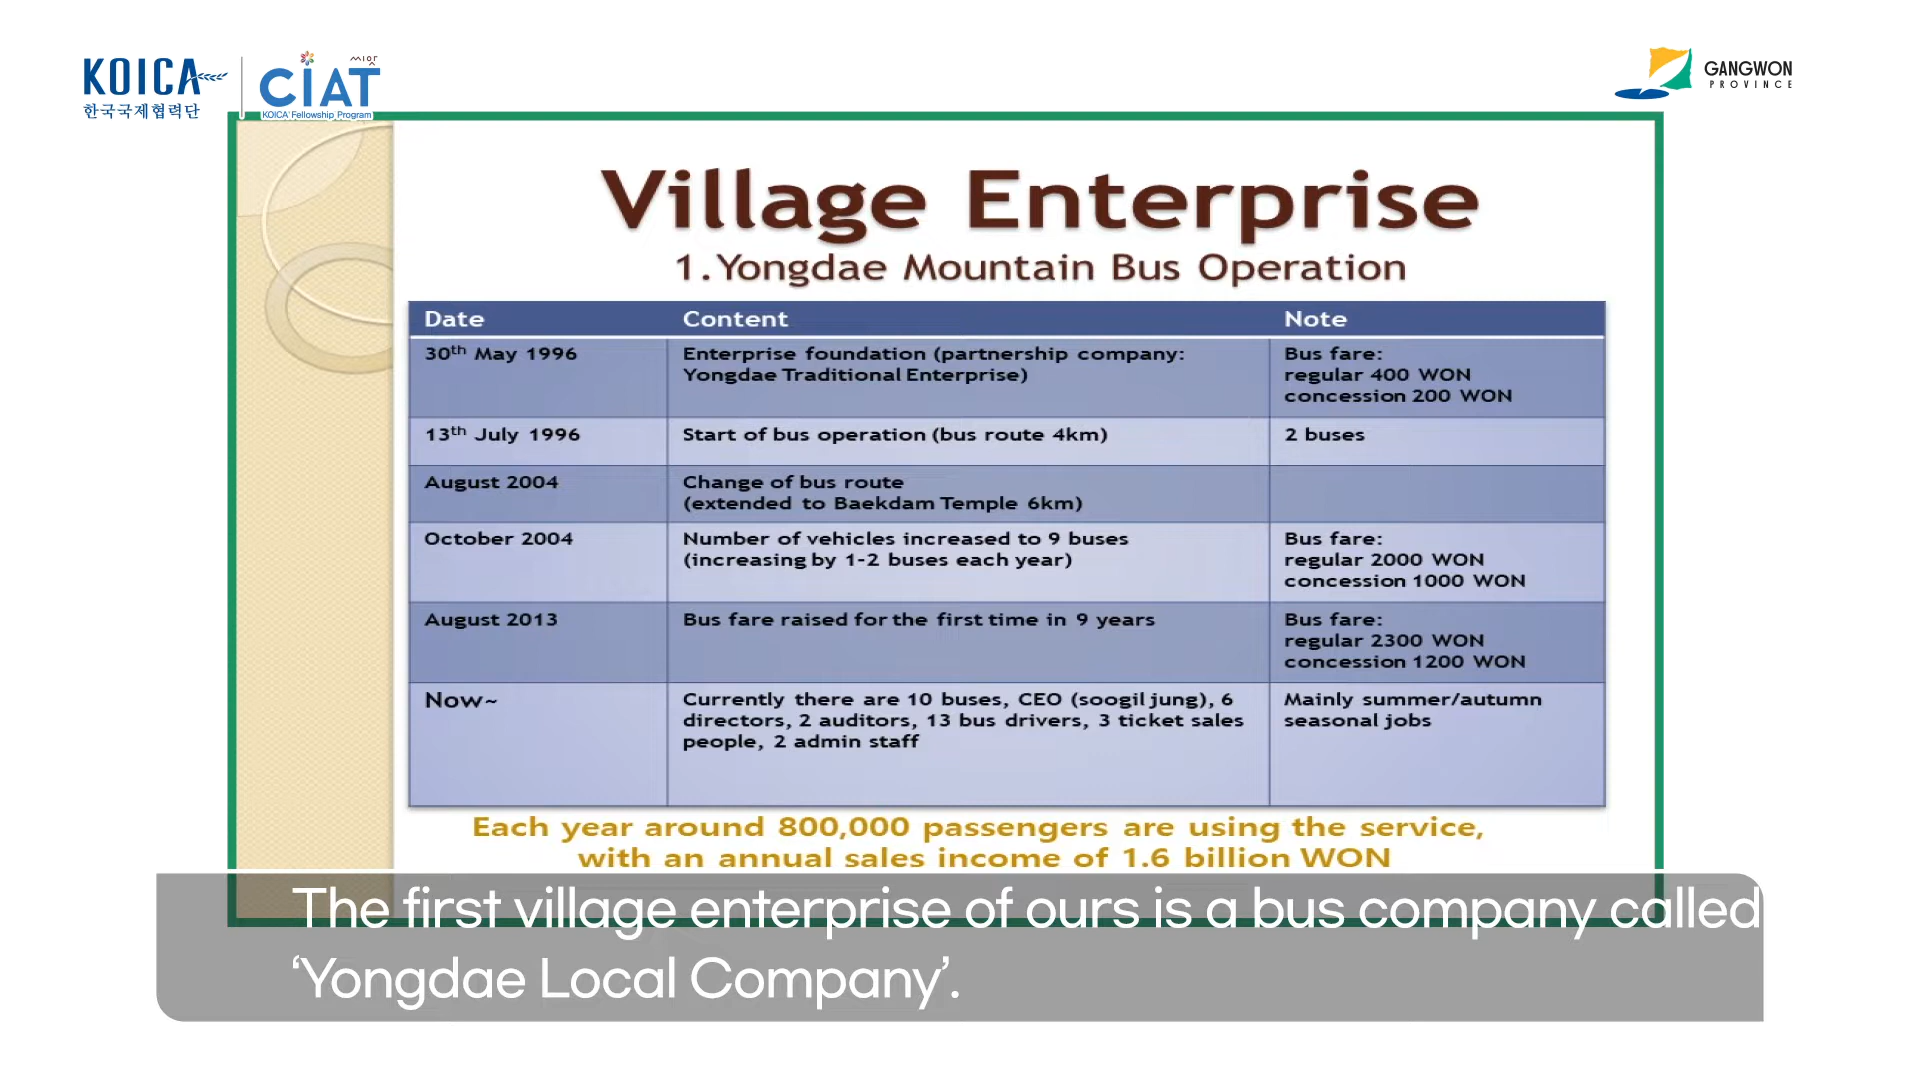 KOICA
한국국제협력단
씨앗
CIAT
KOICA Fellowship Program
GANGWON
PROVINCE
Village Enterprise
1. Yongdae Mountain Bus Operation
Date Content Note
30th May 1996
Enterprise foundation (partnership company:
Yongdae Traditional Enterprise)
Bus fare:
regular 400 WON
concession 200 WON
13th July 1996
Start of bus operation (bus route 4km)
2 buses
August 2004
Change of bus route
(extended to Baekdam Temple 6km)
October 2004
Number of vehicles increased to 9 buses
(increasing by 1-2 buses each year)
Bus fare:
regular 2000 WON
concession 1000 WON
August 2013
Bus fare raised for the first time in 9 years
Bus fare:
regular 2300 WON
concession 1200 WON
Now~
Currently there are 10 buses, CEO (soogil jung), 6
directors, 2 auditors, 13 bus drivers, 3 ticket sales
people, 2 admin staff
Mainly summer/autumn
seasonal jobs
Each year around 800,000 passengers are using the service,
with an annual sales income of 1.6 billion WON
The first village enterprise of ours is a bus company called
‘Yongdae Local Company’.